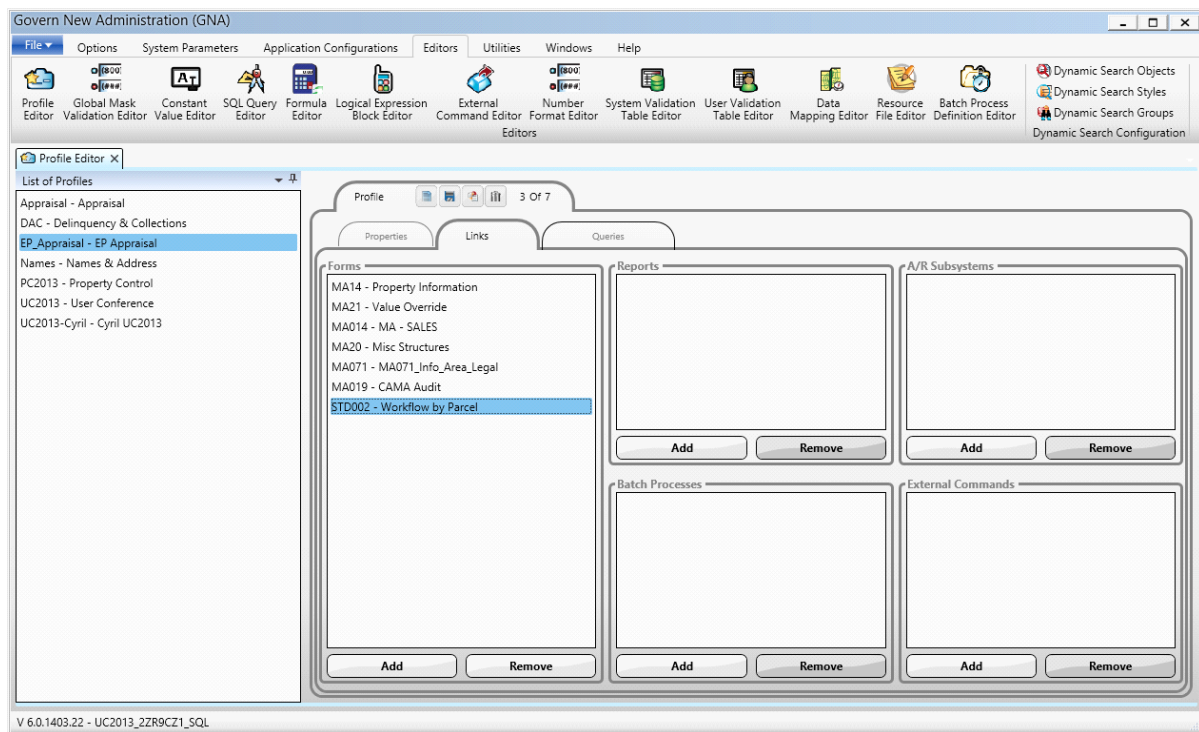 Govern New Administration (GNA)
File Options System Parameters Application Configurations Editors Utilities Windows Help
Profile Editor
Global Mask Validation Editor
Constant Value Editor
SQL Query Editor
Formula Editor
Logical Expression Block Editor
External Command Editor
Number Format Editor
System Validation Table Editor
User Validation Table Editor
Data Mapping Editor
Resource File Editor
Batch Process Definition Editor
Editors
Dynamic Search Objects
Dynamic Search Styles
Dynamic Search Groups
Dynamic Search Configuration
Profile Editor X
List of Profiles
Appraisal - Appraisal
DAC - Delinquency & Collections
EP_Appraisal - EP Appraisal
Names - Names & Address
PC2013 - Property Control
UC2013 - User Conference
UC2013-Cyril - Cyril UC2013
Profile 3 Of 7
Properties Links Queries
Forms
MA14 - Property Information
MA21 - Value Override
MA014 - MA - SALES
MA20 - Misc Structures
MA071 - MA071_Info_Area_Legal
MA019 - CAMA Audit
STD002 - Workflow by Parcel
Add Remove
Reports
Add Remove
A/R Subsystems
Add Remove
Batch Processes
Add Remove
External Commands
Add Remove
V 6.0.1403.22 - UC2013_2ZR9CZ1_SQL